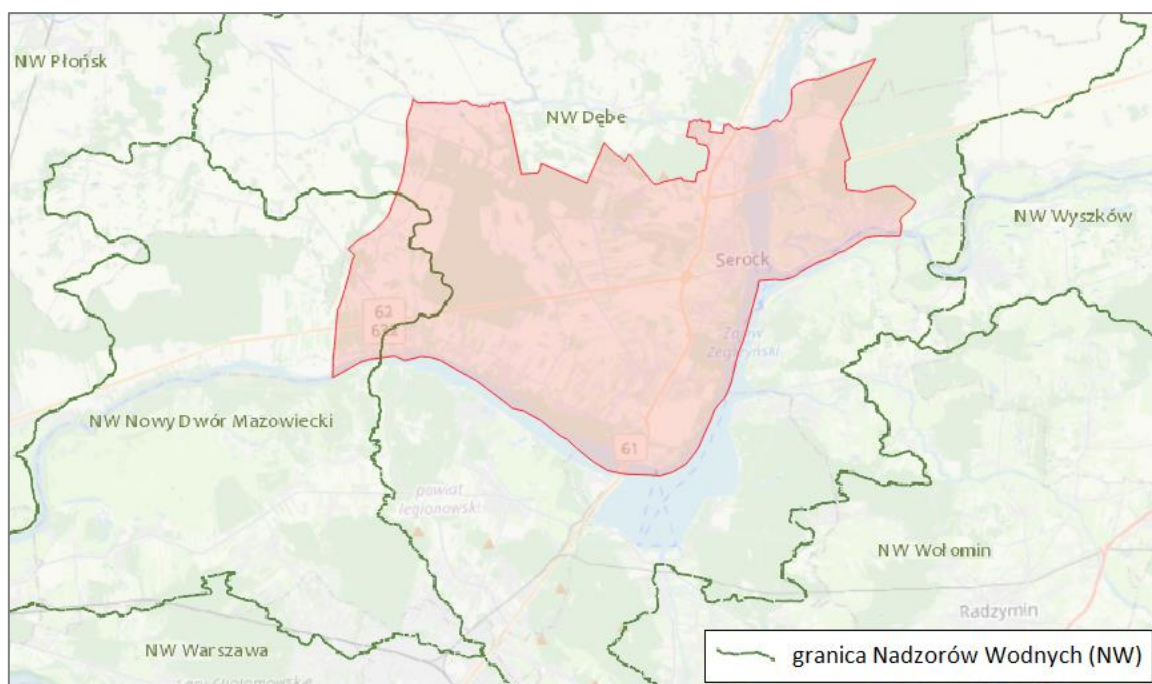 NW Płońsk
NW Dębe
NW Wyszków
Serock
62
Zalew
Zegrzyński
NW Nowy Dwór Mazowiecki
61
powiat
legionowski
NW Wołomin
Radzymin
NW Warszawa
granica Nadzorów Wodnych (NW)